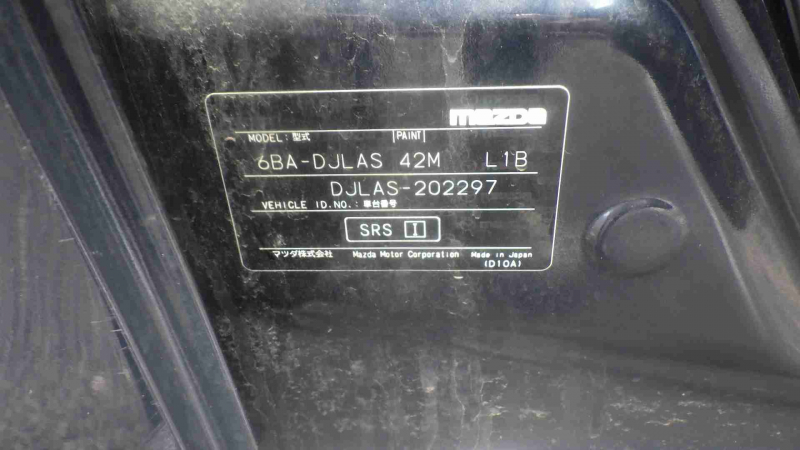 mazda
MODEL:型式 PAINT
6BA-DJLAS 42M L1B
DJLAS-202297
VEHICLE ID.NO.:車台番号
SRS I
マツダ株式会社 Mazda Motor Corporation Made in Japan
(D10A)